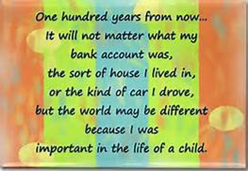 One hundred years from now...
It will not matter what my
bank account was,
the sort of house I lived in,
or the kind of car I drove,
but the world may be different
because I was
important in the life of a child.